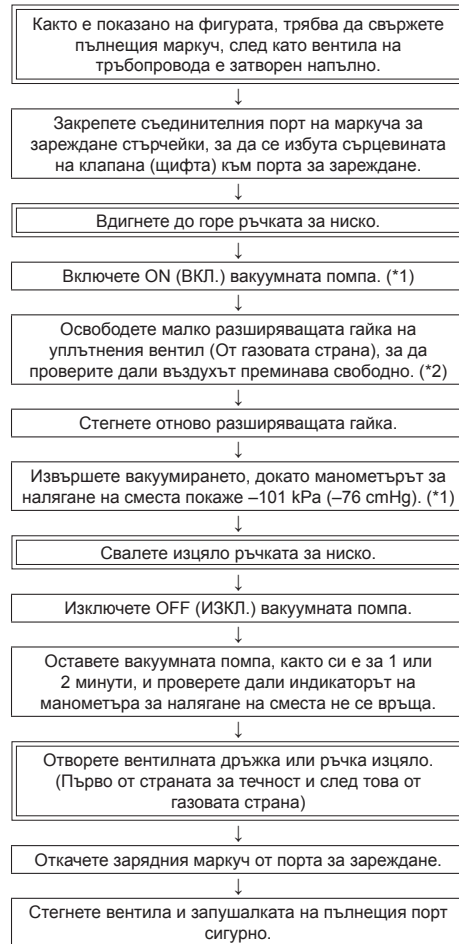 Както е показано на фигурата, трябва да свържете
пълнещия маркуч, след като вентила на
тръбопровода е затворен напълно.
↓
Закрепете съединителния порт на маркуча за
зареждане стърчейки, за да се избута сърцевината
на клапана (щифта) към порта за зареждане.
↓
Вдигнете до горе ръчката за ниско.
↓
Включете ON (ВКЛ.) вакуумната помпа. (*1)
↓
Освободете малко разширяващата гайка на
уплътнения вентил (От газовата страна), за да
проверите дали въздухът преминава свободно. (*2)
↓
Стегнете отново разширяващата гайка.
↓
Извършете вакуумирането, докато манометърът за
налягане на сместа покаже –101 kPa (–76 cmHg). (*1)
↓
Свалете изцяло ръчката за ниско.
↓
Изключете OFF (ИЗКЛ.) вакуумната помпа.
↓
Оставете вакуумната помпа, както си е за 1 или
2 минути, и проверете дали индикаторът на
манометъра за налягане на сместа не се връща.
↓
Отворете вентилната дръжка или ръчка изцяло.
(Първо от страната за течност и след това от
газовата страна)
↓
Откачете зарядния маркуч от порта за зареждане.
↓
Стегнете вентила и запушалката на пълнещия порт
сигурно.